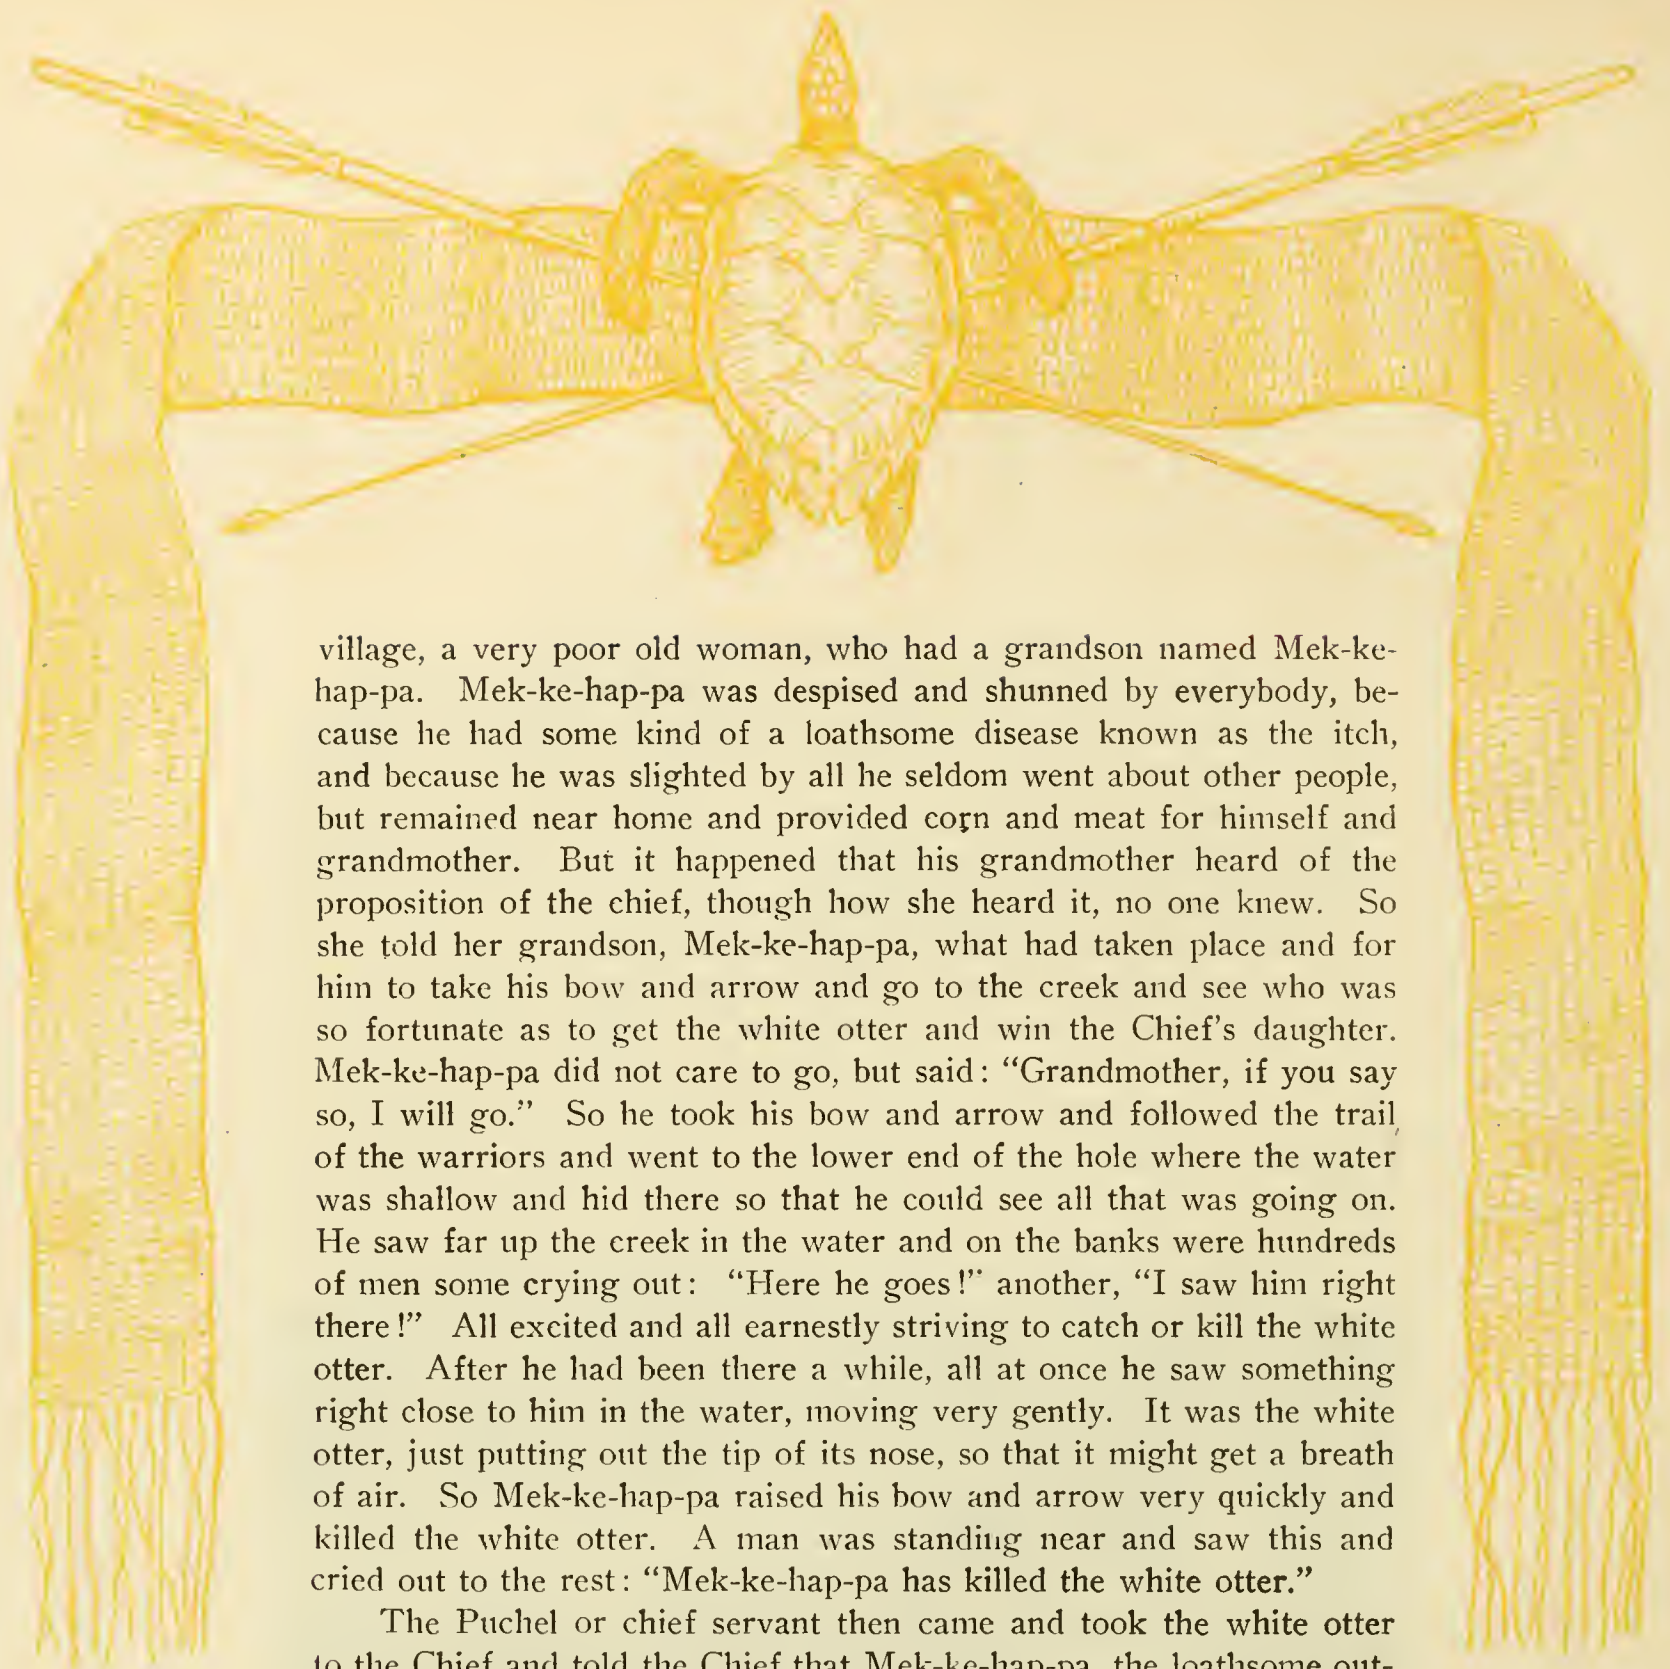 village, a very poor old woman, who had a grandson named Mek-ke-
hap-pa. Mek-ke-hap-pa was despised and shunned by everybody, be-
cause he had some kind of a loathsome disease known as the itch,
and because he was slighted by all he seldom went about other people,
but remained near home and provided corn and meat for himself and
grandmother. But it happened that his grandmother heard of the
proposition of the chief, though how she heard it, no one knew. So
she told her grandson, Mek-ke-hap-pa, what had taken place and for
him to take his bow and arrow and go to the creek and see who was
so fortunate as to get the white otter and win the Chief's daughter.
Mek-ke-hap-pa did not care to go, but said: "Grandmother, if you say
so, I will go." So he took his bow and arrow and followed the trail
of the warriors and went to the lower end of the hole where the water
was shallow and hid there so that he could see all that was going on.
He saw far up the creek in the water and on the banks were hundreds
of men some crying out: "Here he goes!" another, "I saw him right
there!" All excited and all earnestly striving to catch or kill the white
otter. After he had been there a while, all at once he saw something
right close to him in the water, moving very gently. It was the white
otter, just putting out the tip of its nose, so that it might get a breath
of air. So Mek-ke-hap-pa raised his bow and arrow very quickly and
killed the white otter. A man was standing near and saw this and
cried out to the rest: "Mek-ke-hap-pa has killed the white otter."
The Puchel or chief servant then came and took the white otter
to the Chief and told the Chief that Mek-ke-hap-pa, the loathsome out-